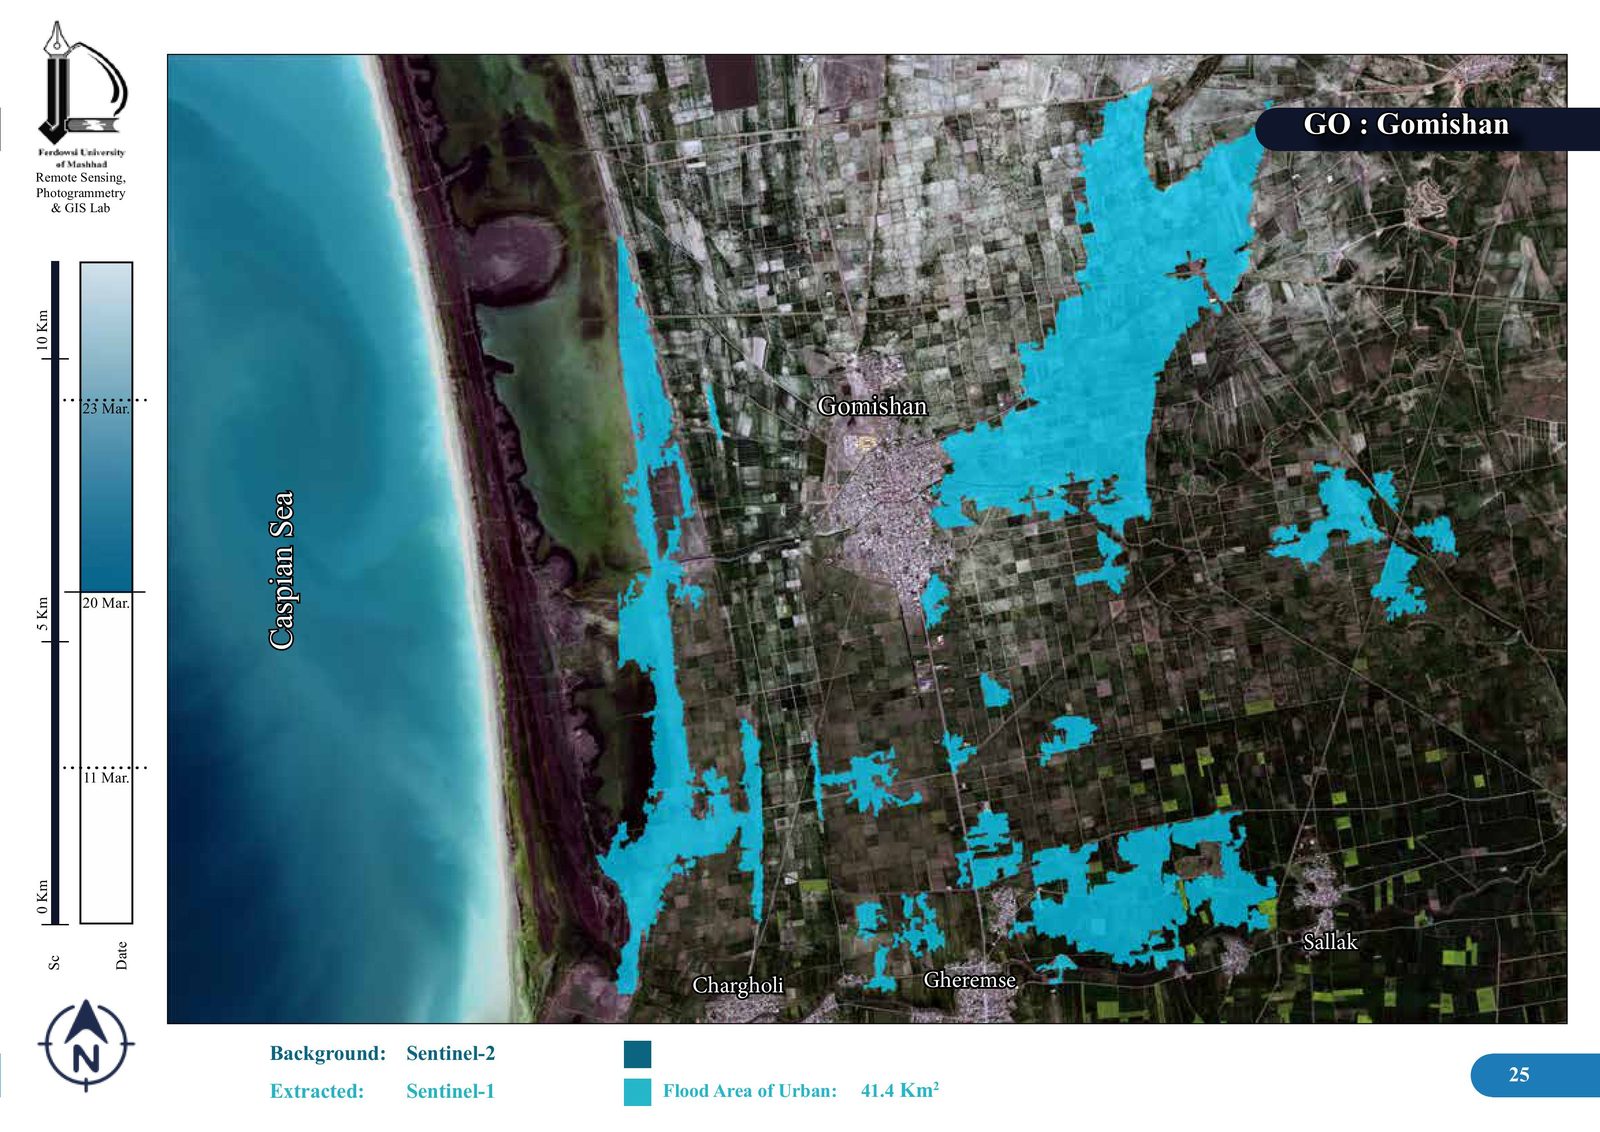 Ferdowsi University
of Mashhad
Remote Sensing,
Photogrammetry
& GIS Lab
GO : Gomishan
10 Km
23 Mar.
5 Km
20 Mar.
11 Mar.
0 Km
Sc
Date
N
Caspian Sea
Gomishan
Sallak
Chargholi
Gheremse
Background: Sentinel-2
Extracted: Sentinel-1
Flood Area of Urban: 41.4 Km²
25